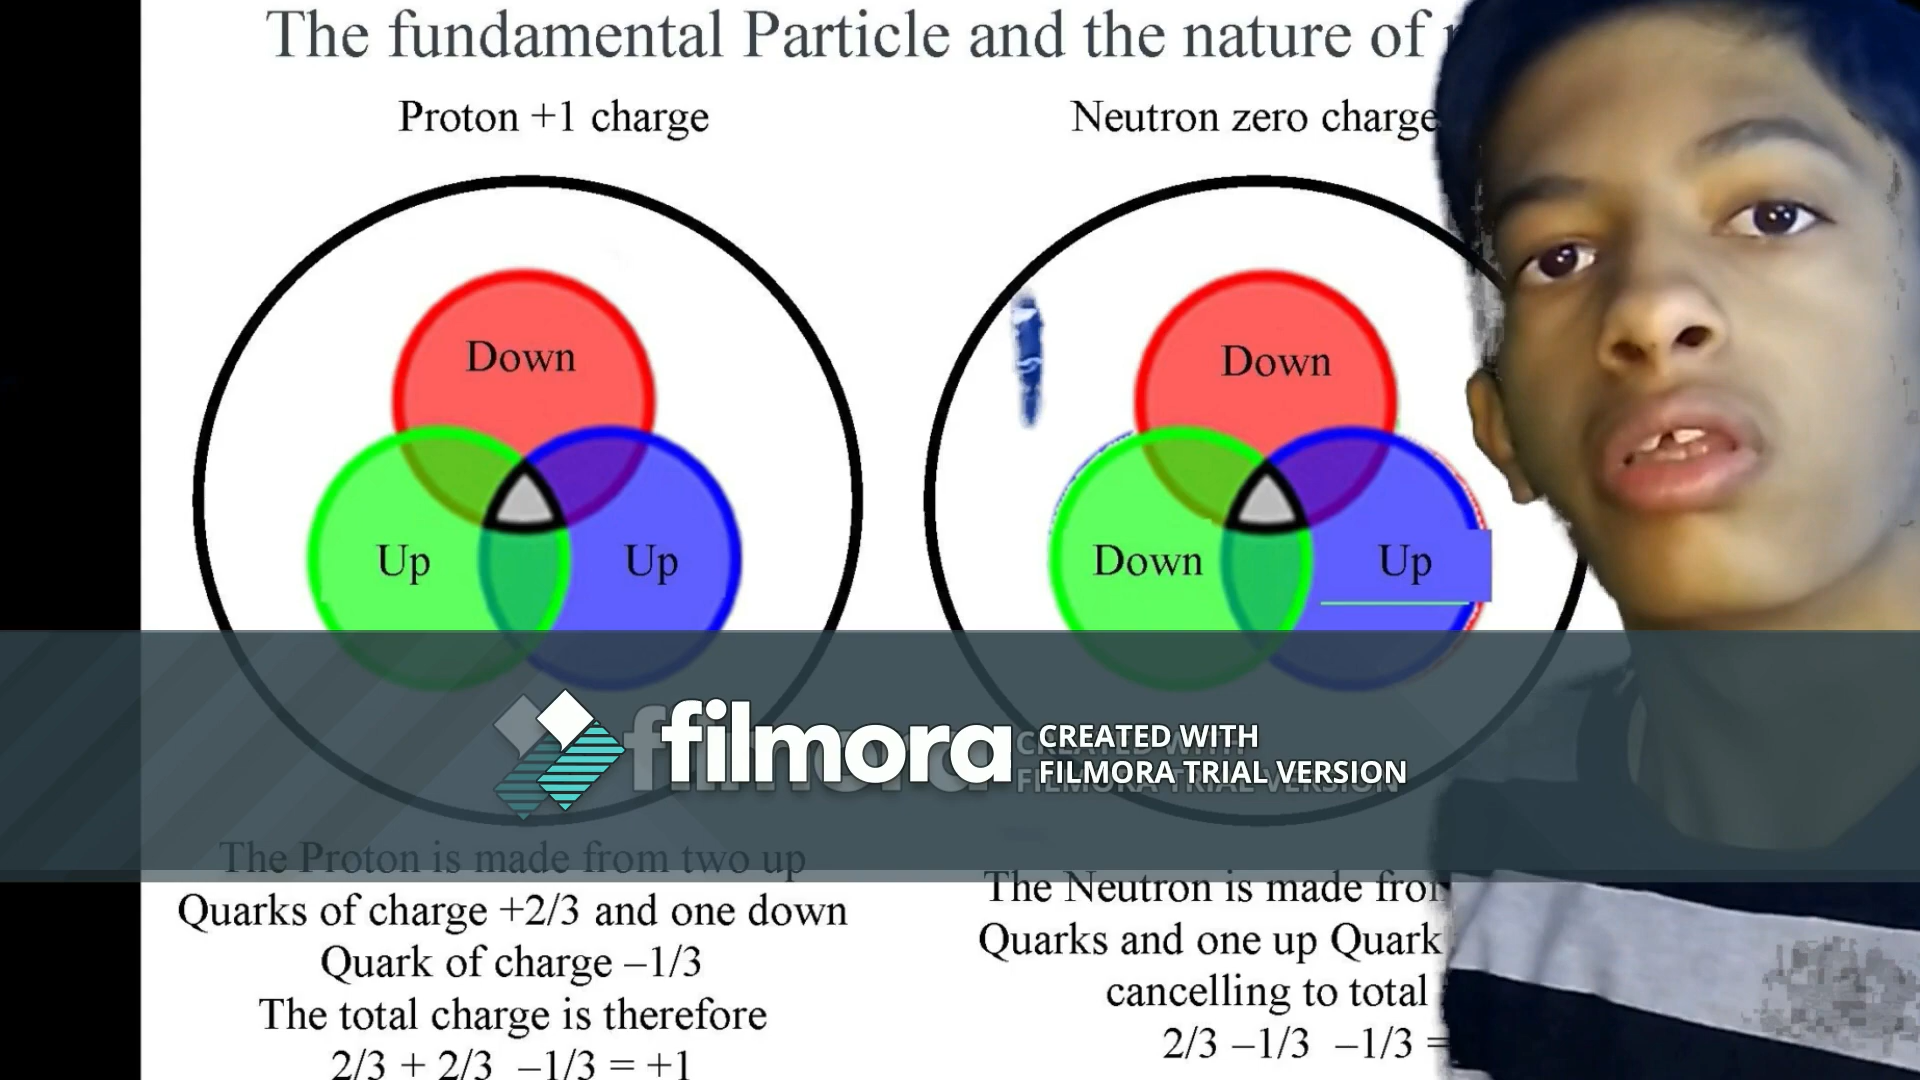 The fundamental Particle and the nature of
Proton +1 charge
Neutron zero charge
Down
Up
Up
Down
Down
Up
filmora
CREATED WITH
FILMORA TRIAL VERSION
The Proton is made from two up
Quarks of charge +2/3 and one down
Quark of charge –1/3
The total charge is therefore
2/3 + 2/3 –1/3 = +1
The Neutron is made
Quarks and one up Quark
cancelling to total
2/3 –1/3 –1/3 =